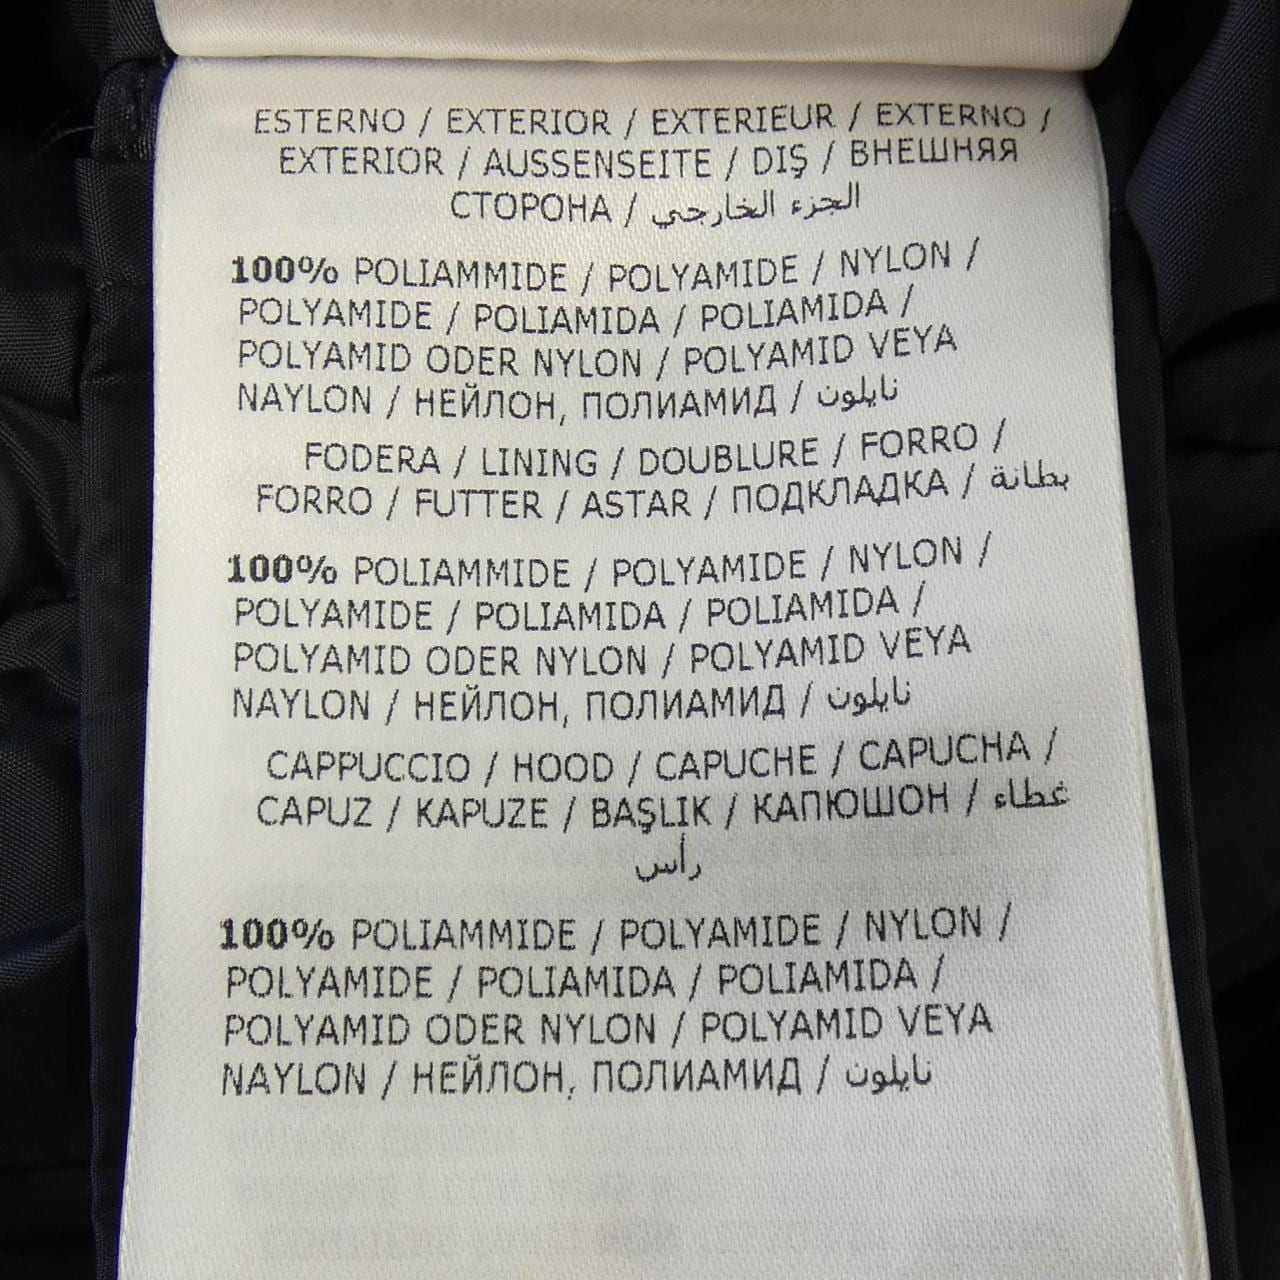 ESTERNO / EXTERIOR / EXTERIEUR / EXTERNO /
EXTERIOR / AUSSENSEITE / DIŞ / ВНЕШНЯЯ
СТОРОНА / الجزء الخارجي
100% POLIAMMIDE / POLYAMIDE / NYLON /
POLYAMIDE / POLIAMIDA / POLIAMIDA /
POLYAMID ODER NYLON / POLYAMID VEYA
NAYLON / НЕЙЛОН, ПОЛИАМИД / نايلون
FODERA / LINING / DOUBLURE / FORRO /
FORRO / FUTTER / ASTAR / ПОДКЛАДКА / بطانة
100% POLIAMMIDE / POLYAMIDE / NYLON /
POLYAMIDE / POLIAMIDA / POLIAMIDA /
POLYAMID ODER NYLON / POLYAMID VEYA
NAYLON / НЕЙЛОН, ПОЛИАМИД / نايلون
CAPPUCCIO / HOOD / CAPUCHE / CAPUCHA /
CAPUZ / KAPUZE / BAŞLIK / КАПЮШОН / غطاء
رأس
100% POLIAMMIDE / POLYAMIDE / NYLON /
POLYAMIDE / POLIAMIDA / POLIAMIDA /
POLYAMID ODER NYLON / POLYAMID VEYA
NAYLON / НЕЙЛОН, ПОЛИАМИД / نايلون